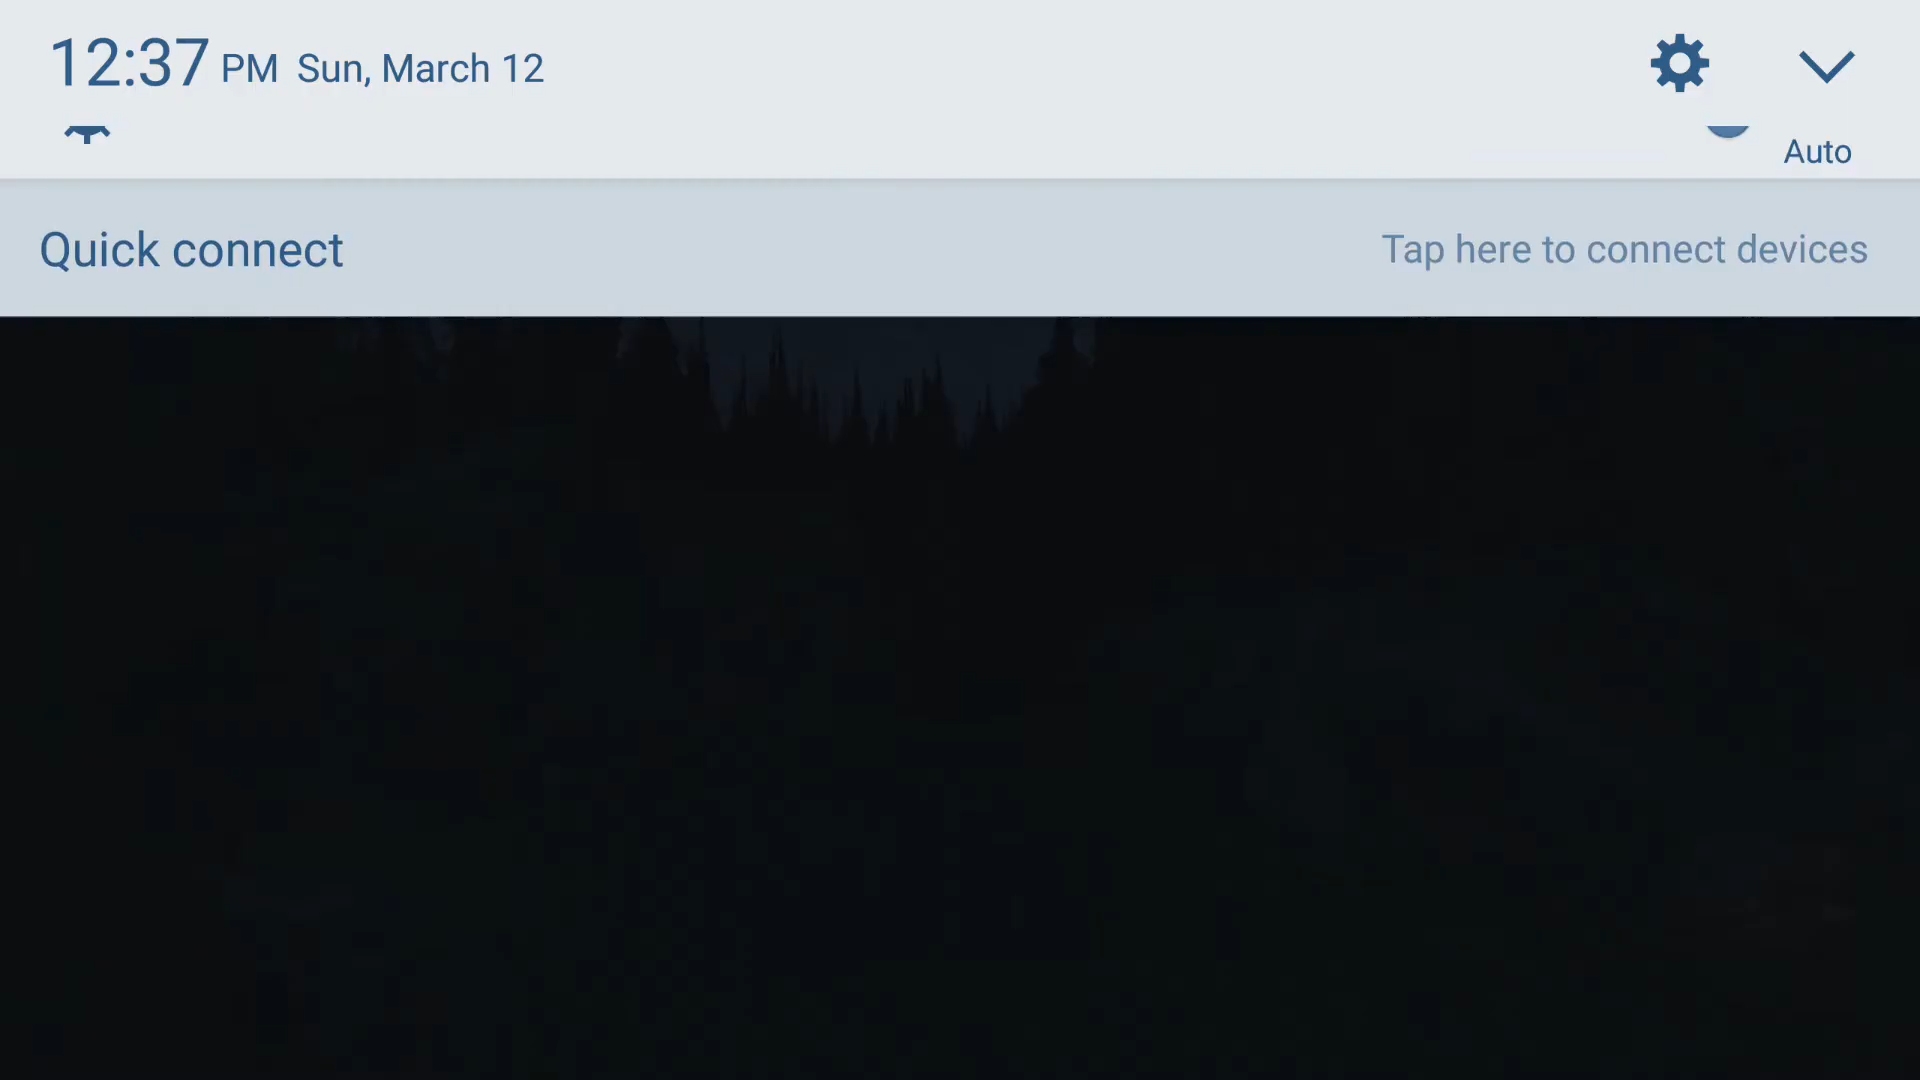 12:37 PM Sun, March 12
Auto
Quick connect
Tap here to connect devices